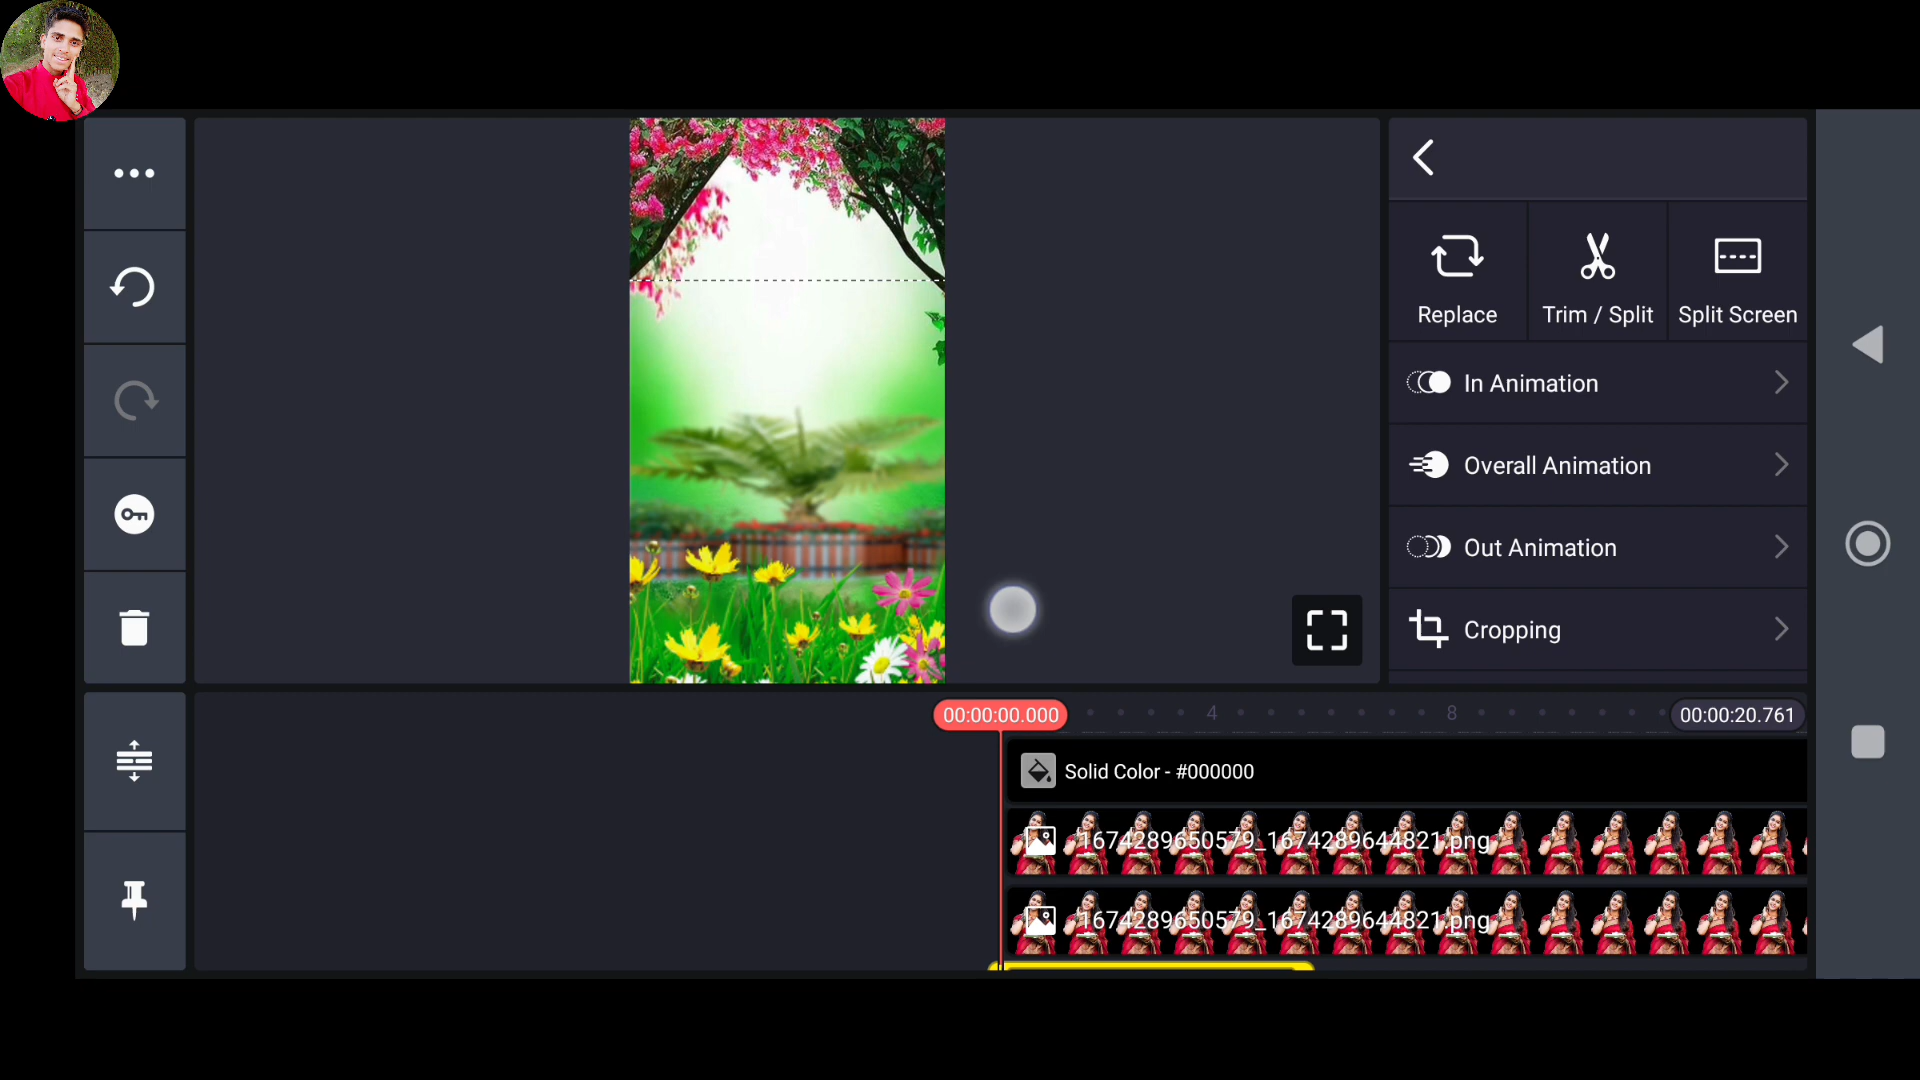 Replace
Trim / Split
Split Screen
In Animation
Overall Animation
Out Animation
Cropping
00:00:00.000
4
8
00:00:20.761
Solid Color - #000000
1674289650579_1674289644821.png
1674289650579_1674289644821.png